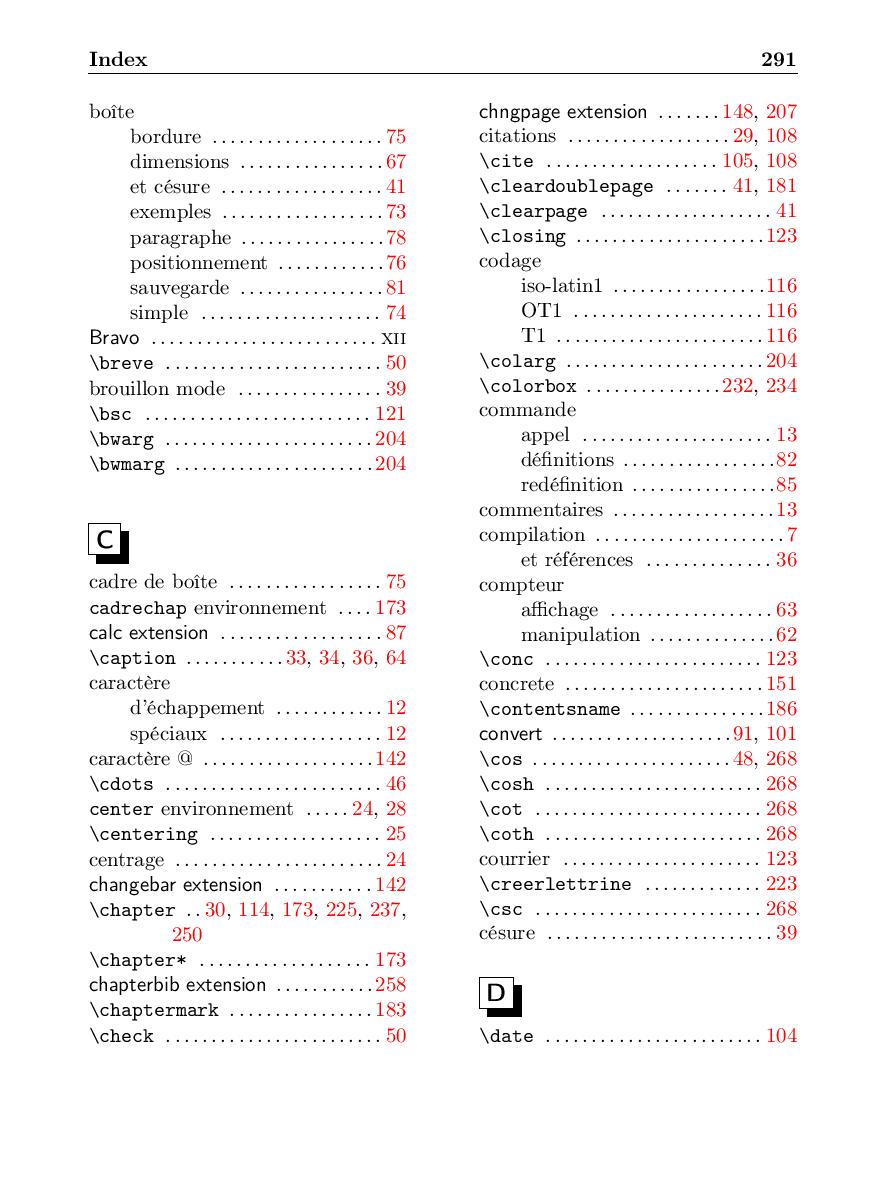 Index 291
boîte
bordure ................... 75
dimensions ................ 67
et césure .................. 41
exemples .................. 73
paragraphe ................ 78
positionnement ............ 76
sauvegarde ................ 81
simple .................... 74
Bravo ......................... XII
\breve ........................ 50
brouillon mode ................ 39
\bsc ......................... 121
\bwarg ....................... 204
\bwmarg ...................... 204
C
cadre de boîte ................. 75
cadrechap environnement .... 173
calc extension .................. 87
\caption ........... 33, 34, 36, 64
caractère
d'échappement ............ 12
spéciaux .................. 12
caractère @ ................... 142
\cdots ........................ 46
center environnement ..... 24, 28
\centering ................... 25
centrage ....................... 24
changebar extension ........... 142
\chapter .. 30, 114, 173, 225, 237,
250
\chapter* ................... 173
chapterbib extension ........... 258
\chaptermark ................ 183
\check ........................ 50
chngpage extension ....... 148, 207
citations .................. 29, 108
\cite ................... 105, 108
\cleardoublepage ....... 41, 181
\clearpage ................... 41
\closing ..................... 123
codage
iso-latin1 ................. 116
OT1 ..................... 116
T1 ....................... 116
\colarg ...................... 204
\colorbox ............... 232, 234
commande
appel ..................... 13
définitions ................. 82
redéfinition ................ 85
commentaires .................. 13
compilation ..................... 7
et références .............. 36
compteur
affichage .................. 63
manipulation .............. 62
\conc ........................ 123
concrete ...................... 151
\contentsname ............... 186
convert .................... 91, 101
\cos ...................... 48, 268
\cosh ........................ 268
\cot ......................... 268
\coth ........................ 268
courrier ...................... 123
\creerlettrine ............. 223
\csc ......................... 268
césure ......................... 39
D
\date ........................ 104